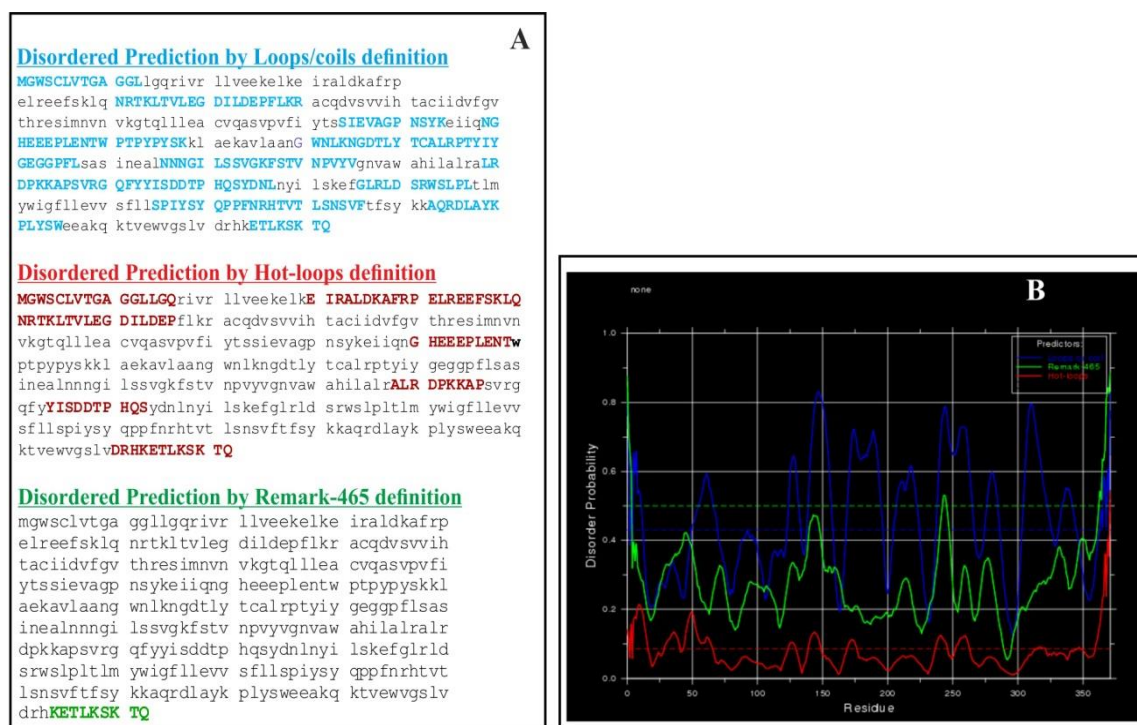 A
Disordered Prediction by Loops/coils definition
MGWSCLVTGA GGLlgqrivr llveekelke iraldkafrp
elreefsklq NRTKLTVLEG DILDEPFLKR acqdvsvvih taciidvfgv
thresimnvn vkgtqlllea cvqasvpvfi ytsSIEVAGP NSYKeiiqNG
HEEEPLENTW PTPYPYSKkl aekavlaanG WNLKNGDTLY TCALRPTYIY
GEGGPFLsas inealNNNGI LSSVGKFSTV NPVYVgnvaw ahilalraLR
DPKKAPSVRG QFYYISDDTP HQSYDNLnyi lskefGLRLD SRWSLPLtlm
ywigfllevv sfllSPIYSY QPPFNRHTVT LSNSVFtfsy kkAQRDLAYK
PLYSWeeakq ktvewvgslv drhkETLKSK TQ
Disordered Prediction by Hot-loops definition
MGWSCLVTGA GGLLGQrivr llveekelkE IRALDKAFRP ELREEFSKLQ
NRTKLTVLEG DILDEPflkr acqdvsvvih taciidvfgv thresimnvn
vkgtqlllea cvqasvpvfi ytssievagp nsykeiiqnG HEEEPLENTw
ptpypyskkl aekavlaang wnlkngdtly tcalrptyiy geggpflsas
inealnnngi lssvgkfstv npvyvgnvaw ahilalrALR DPKKAPsvrg
qfyYISDDTP HQSydnlnyi lskefglrld srwslpltlm ywigfllevv
sfllspiysy qppfnrhtvt lsnsvftfsy kkaqrdlayk plysweeakq
ktvewvgslvDRHKETLKSK TQ
Disordered Prediction by Remark-465 definition
mgwsclvtga ggllgqrivr llveekelke iraldkafrp
elreefsklq nrtkltvleg dildepflkr acqdvsvvih
taciidvfgv thresimnvn vkgtqlllea cvqasvpvfi
ytssievagp nsykeiiqng heeeplentw ptpypyskkl
aekavlaang wnlkngdtly tcalrptyiy geggpflsas
inealnnngi lssvgkfstv npvyvgnvaw ahilalralr
dpkkapsvrg qfyyisddtp hqsydnlnyi lskefglrld
srwslpltlm ywigfllevv sfllspiysy qppfnrhtvt
lsnsvftfsy kkaqrdlayk plysweeakq ktvewvgslv
drhKETLKSK TQ
B
none
Predictors:
Remark-465
Hot-loops
Disorder Probability
1.0
0.8
0.6
0.4
0.2
0.0
0 50 100 150 200 250 300 350
Residue